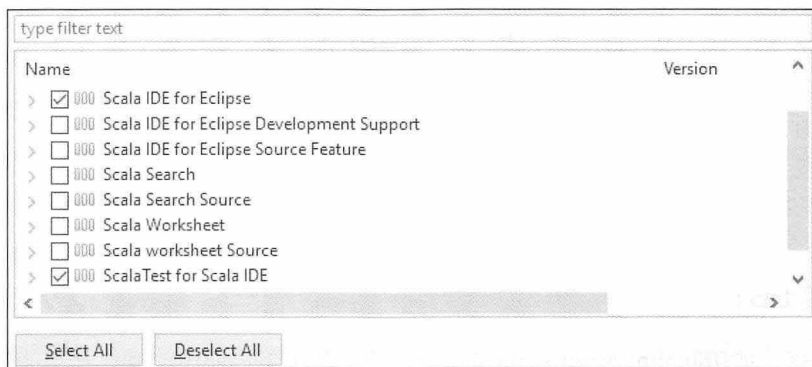 type filter text
Name Version
Scala IDE for Eclipse
Scala IDE for Eclipse Development Support
Scala IDE for Eclipse Source Feature
Scala Search
Scala Search Source
Scala Worksheet
Scala worksheet Source
ScalaTest for Scala IDE
Select All Deselect All